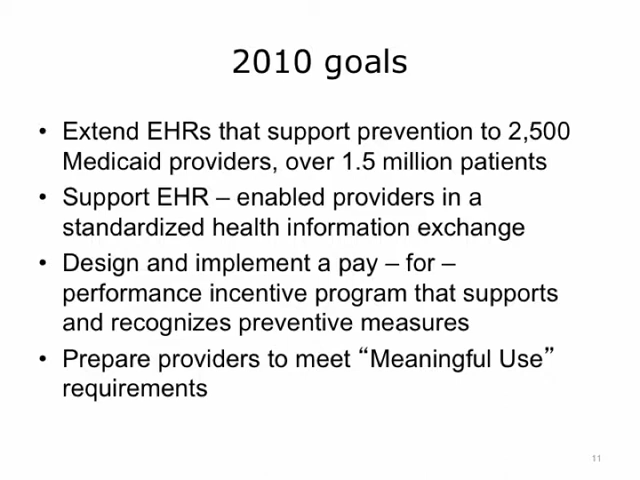 2010 goals
• Extend EHRs that support prevention to 2,500
Medicaid providers, over 1.5 million patients
• Support EHR – enabled providers in a
standardized health information exchange
• Design and implement a pay – for –
performance incentive program that supports
and recognizes preventive measures
• Prepare providers to meet “Meaningful Use”
requirements
11